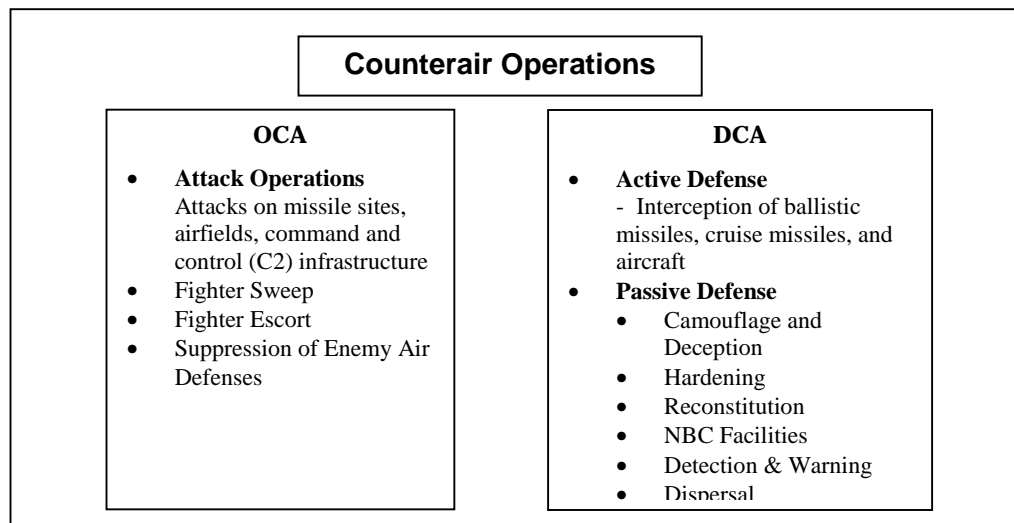 Counterair Operations
OCA
• Attack Operations
Attacks on missile sites,
airfields, command and
control (C2) infrastructure
• Fighter Sweep
• Fighter Escort
• Suppression of Enemy Air
Defenses
DCA
• Active Defense
- Interception of ballistic
missiles, cruise missiles, and
aircraft
• Passive Defense
• Camouflage and
Deception
• Hardening
• Reconstitution
• NBC Facilities
• Detection & Warning
• Dispersal